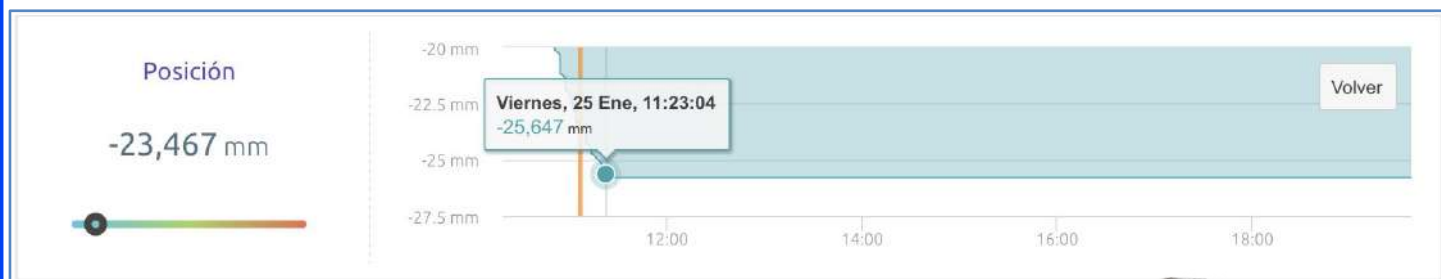 Posición
-23,467 mm
-20 mm
-22.5 mm
-25 mm
-27.5 mm
Viernes, 25 Ene, 11:23:04
-25,647 mm
Volver
12:00
14:00
16:00
18:00